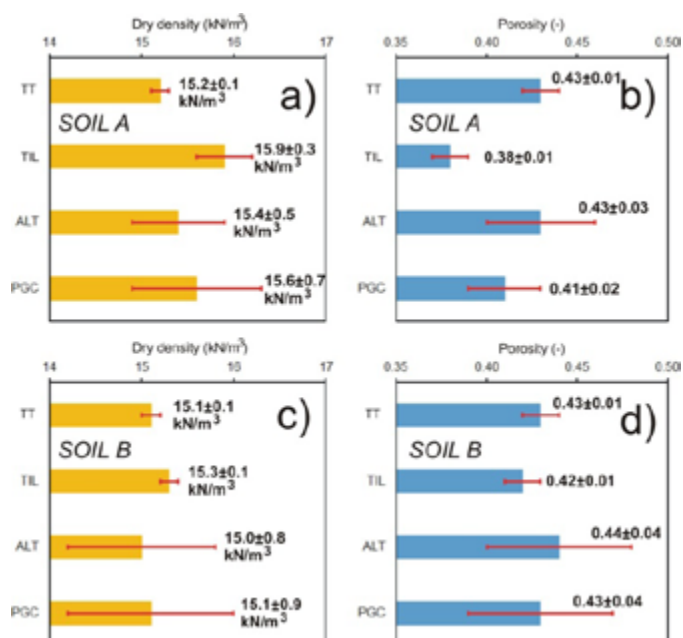 Dry density (kN/m³)
14 15 16 17
TT
15.2±0.1
kN/m³
a)
SOIL A
TIL
15.9±0.3
kN/m³
ALT
15.4±0.5
kN/m³
PGC
15.6±0.7
kN/m³
Porosity (-)
0.35 0.40 0.45 0.50
TT
0.43±0.01
b)
SOIL A
TIL
0.38±0.01
ALT
0.43±0.03
PGC
0.41±0.02
Dry density (kN/m³)
14 15 16 17
TT
15.1±0.1
kN/m³
c)
SOIL B
TIL
15.3±0.1
kN/m³
ALT
15.0±0.8
kN/m³
PGC
15.1±0.9
kN/m³
Porosity (-)
0.35 0.40 0.45 0.50
TT
0.43±0.01
d)
SOIL B
TIL
0.42±0.01
ALT
0.44±0.04
PGC
0.43±0.04